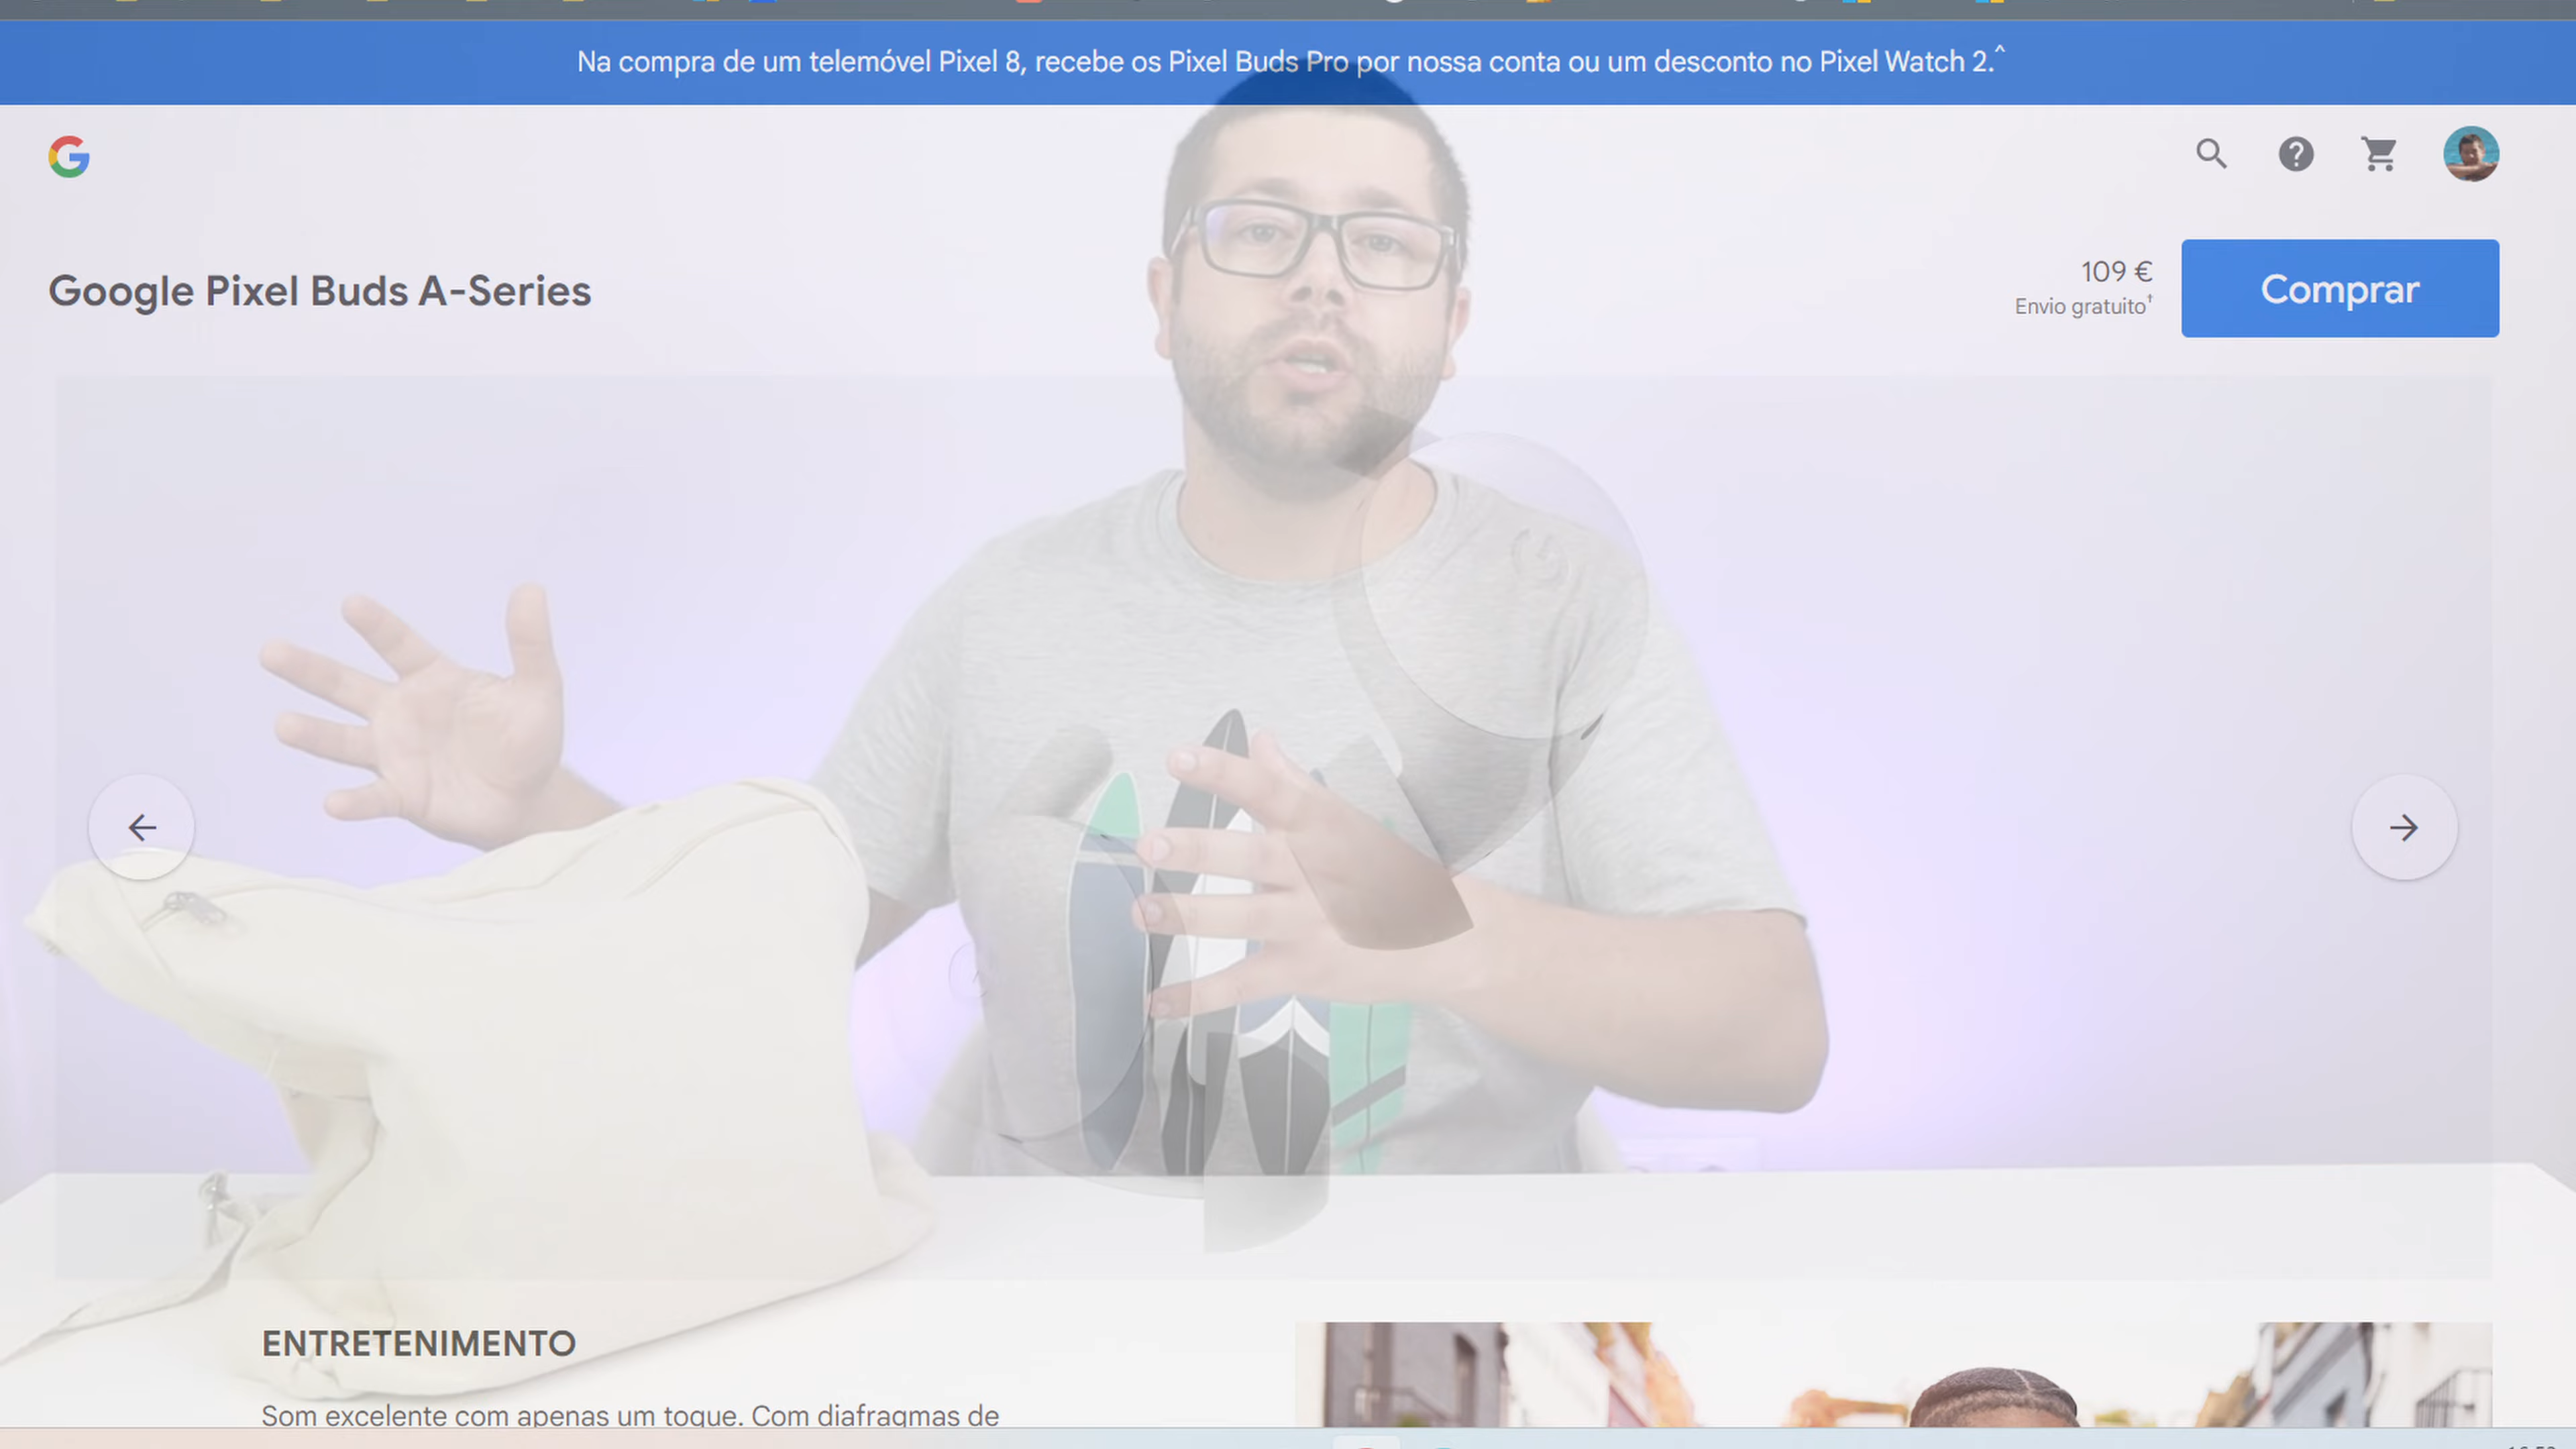 Na compra de um telemóvel Pixel 8, recebe os Pixel Buds Pro por nossa conta ou um desconto no Pixel Watch 2.^
Google Pixel Buds A-Series
109 €
Envio gratuito†
Comprar
ENTRETENIMENTO
Som excelente com apenas um toque. Com diafragmas de